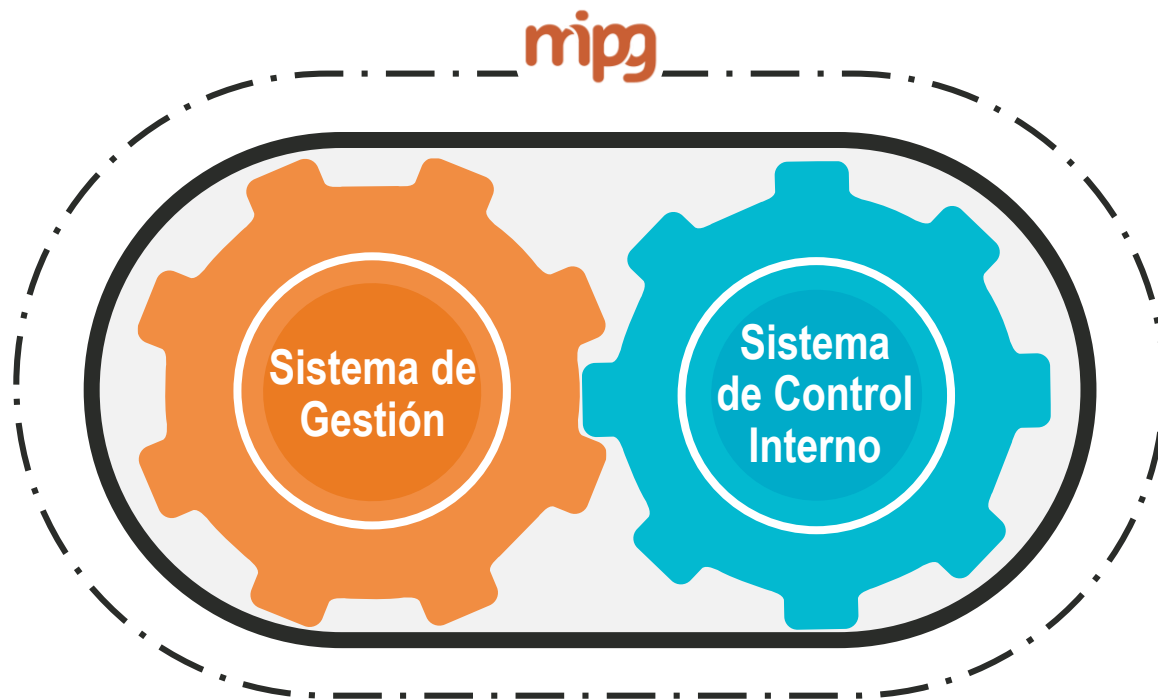 mipg
Sistema de
Gestión
Sistema
de Control
Interno